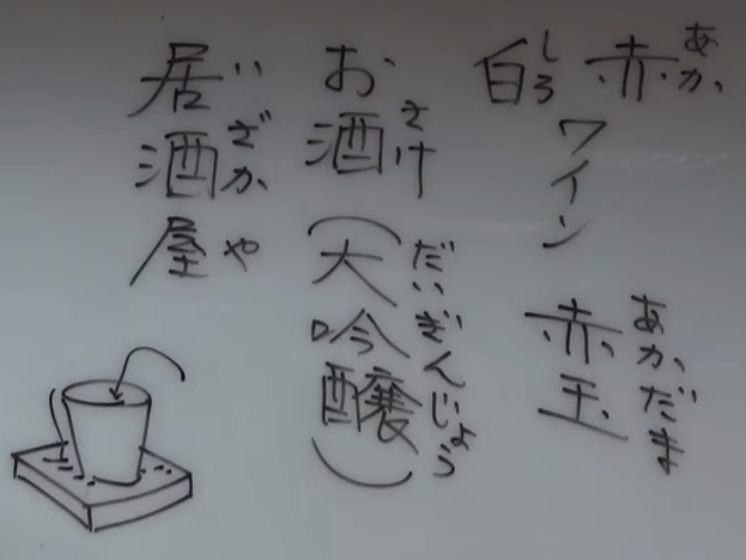 赤 白
あか しろ
ワイン
赤玉
あかだま
お酒(大吟醸)
さけ だいぎんじょう
居酒屋
いざかや